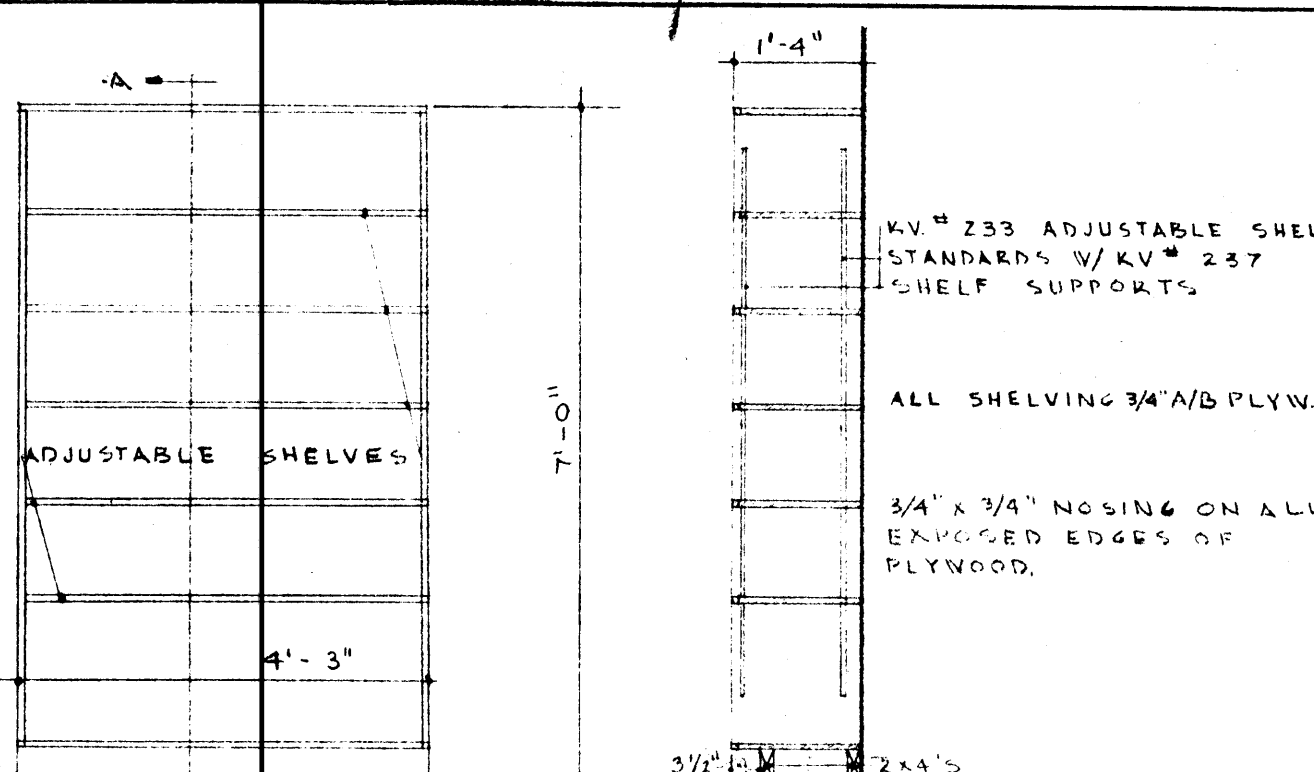 A
1'-4"
KV. # 233 ADJUSTABLE SHEL
STANDARDS W/ KV # 237
SHELF SUPPORTS
7'-0"
ALL SHELVING 3/4" A/B PLYW.
ADJUSTABLE SHELVES
3/4" x 3/4" NOSING ON ALL
EXPOSED EDGES OF
PLYWOOD.
4'-3"
3 1/2"
2x4'S